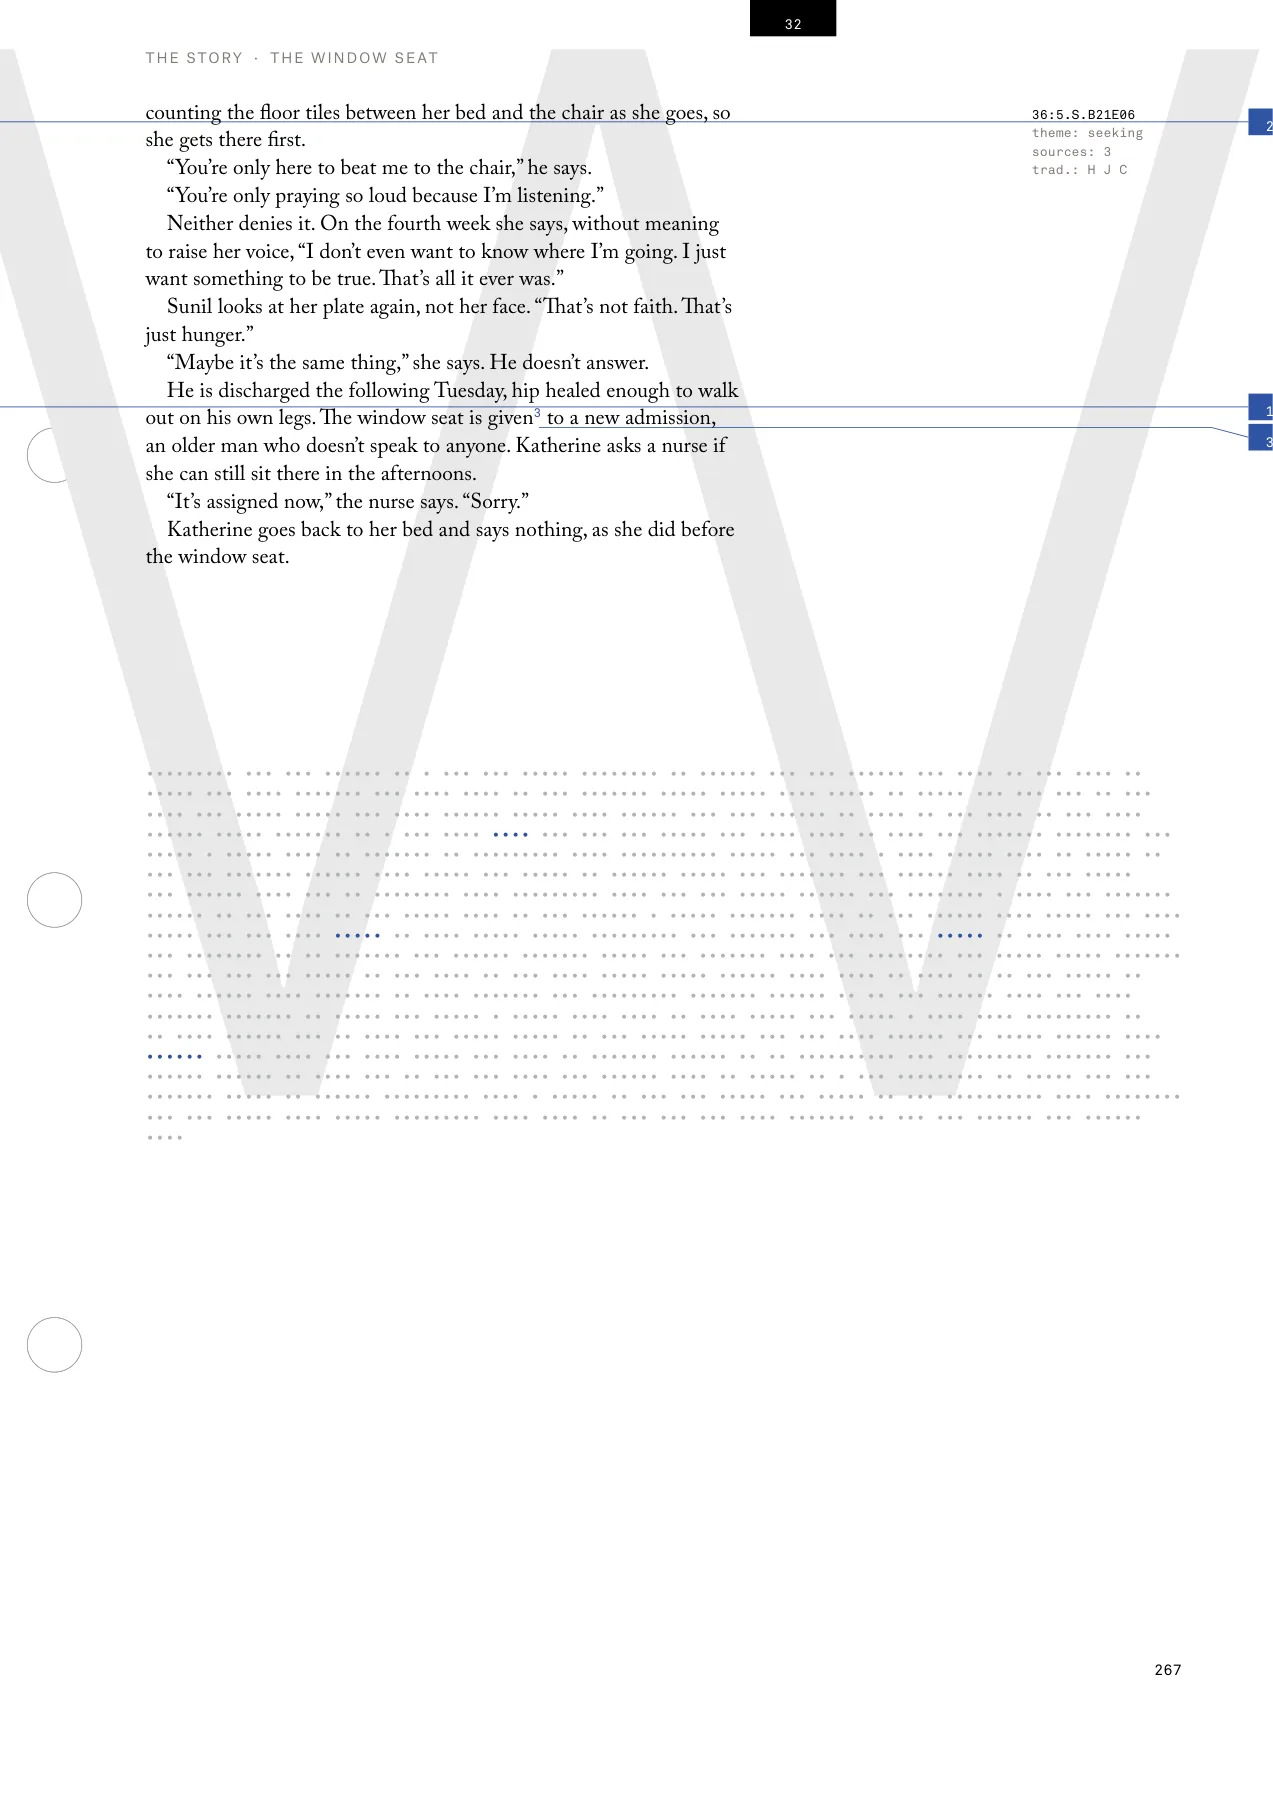 32
THE STORY · THE WINDOW SEAT
counting the floor tiles between her bed and the chair as she goes, so
she gets there first.
“You’re only here to beat me to the chair,” he says.
“You’re only praying so loud because I’m listening.”
Neither denies it. On the fourth week she says, without meaning
to raise her voice, “I don’t even want to know where I’m going. I just
want something to be true. That’s all it ever was.”
Sunil looks at her plate again, not her face. “That’s not faith. That’s
just hunger.”
“Maybe it’s the same thing,” she says. He doesn’t answer.
He is discharged the following Tuesday, hip healed enough to walk
out on his own legs. The window seat is given3 to a new admission,
an older man who doesn’t speak to anyone. Katherine asks a nurse if
she can still sit there in the afternoons.
“It’s assigned now,” the nurse says. “Sorry.”
Katherine goes back to her bed and says nothing, as she did before
the window seat.
36:5.S.B21E06
theme: seeking
sources: 3
trad.: H J C
2
1
3
W
267